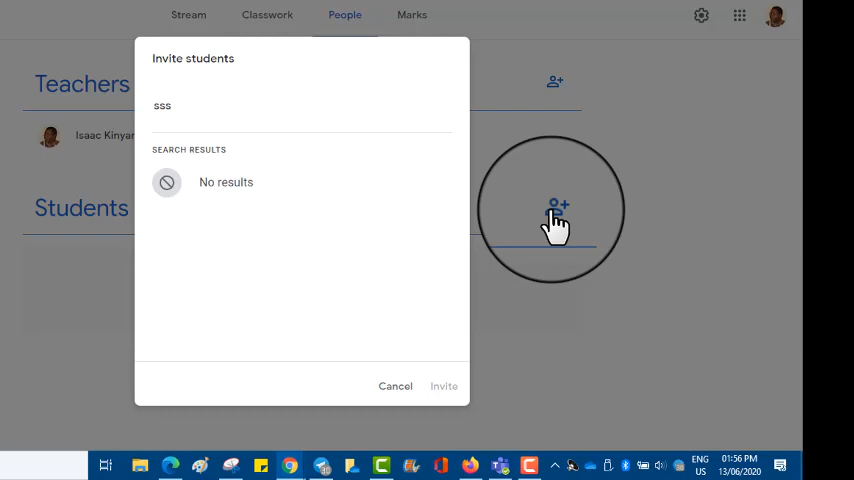 Stream Classwork People Marks
Invite students
Teachers
sss
Isaac Kinyar
SEARCH RESULTS
No results
Students
Cancel Invite
30
ENG 01:56 PM
US 13/06/2020